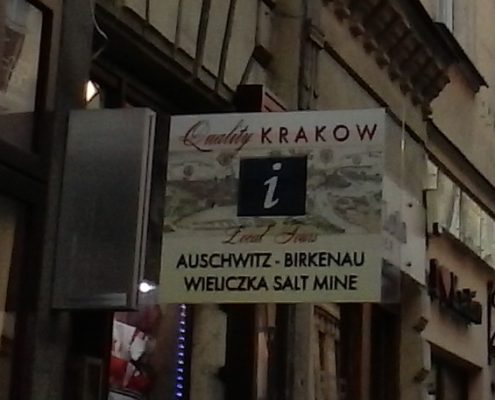 Quality KRAKOW
i
Local Tours
AUSCHWITZ - BIRKENAU
WIELICZKA SALT MINE